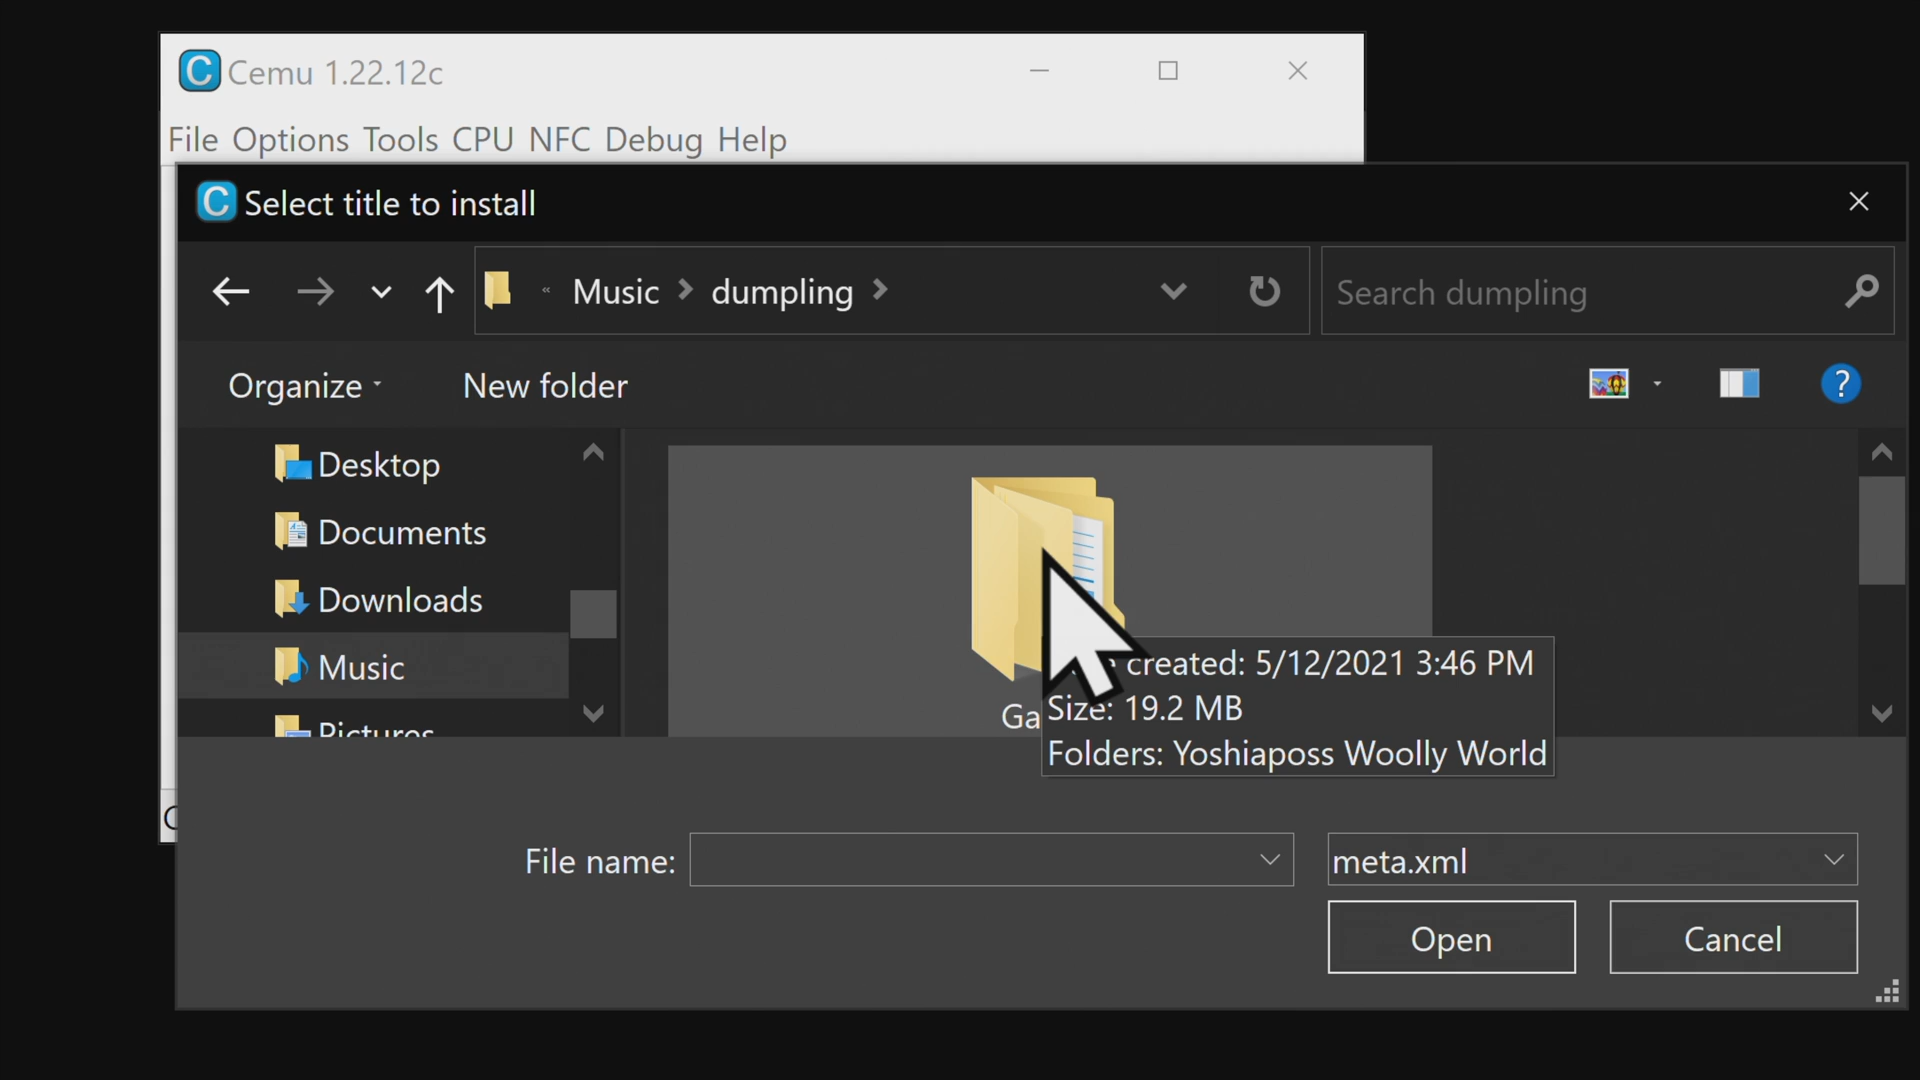 Cemu 1.22.12c
File Options Tools CPU NFC Debug Help
Select title to install
« Music > dumpling >
Search dumpling
Organize
New folder
Desktop
Documents
Downloads
Music
Pictures
created: 5/12/2021 3:46 PM
Size: 19.2 MB
Folders: Yoshiaposs Woolly World
File name:
meta.xml
Open
Cancel